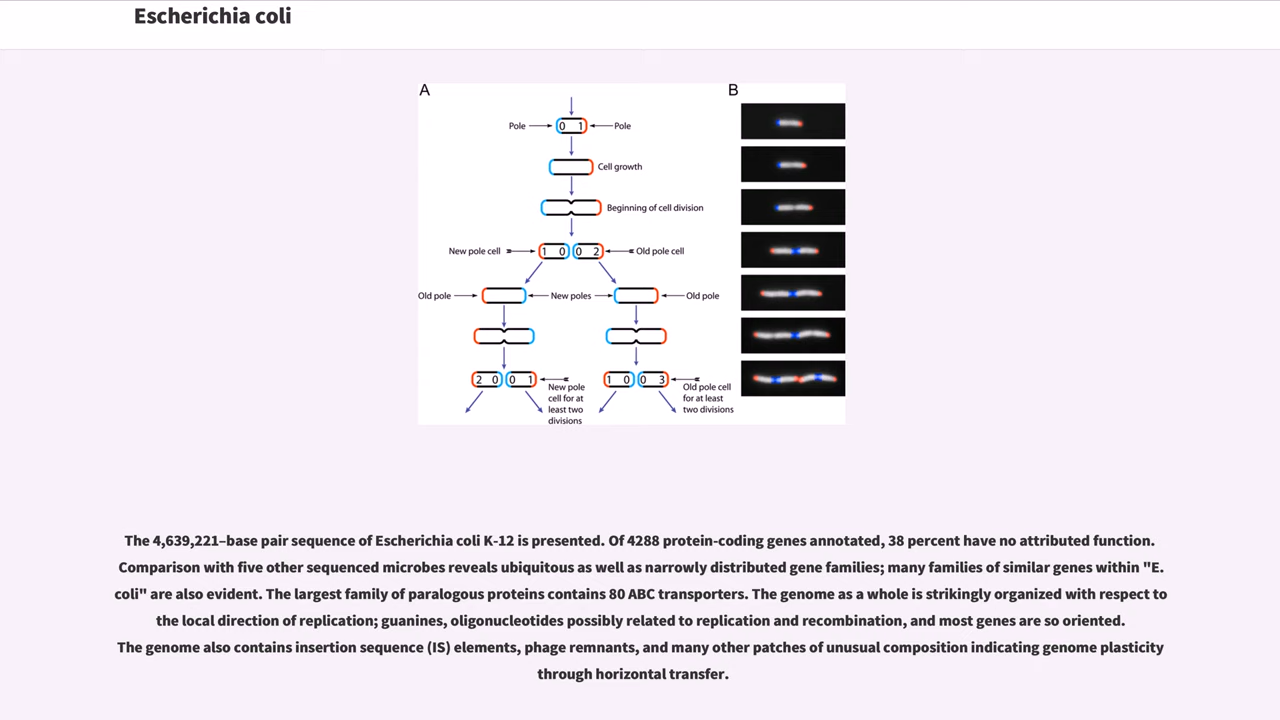 Escherichia coli
A
B
Pole
0 1
Pole
Cell growth
Beginning of cell division
New pole cell
1 0 0 2
Old pole cell
Old pole
New poles
Old pole
2 0 0 1
1 0 0 3
New pole
cell for at
least two
divisions
Old pole cell
for at least
two divisions
The 4,639,221–base pair sequence of Escherichia coli K-12 is presented. Of 4288 protein-coding genes annotated, 38 percent have no attributed function.
Comparison with five other sequenced microbes reveals ubiquitous as well as narrowly distributed gene families; many families of similar genes within "E.
coli" are also evident. The largest family of paralogous proteins contains 80 ABC transporters. The genome as a whole is strikingly organized with respect to
the local direction of replication; guanines, oligonucleotides possibly related to replication and recombination, and most genes are so oriented.
The genome also contains insertion sequence (IS) elements, phage remnants, and many other patches of unusual composition indicating genome plasticity
through horizontal transfer.